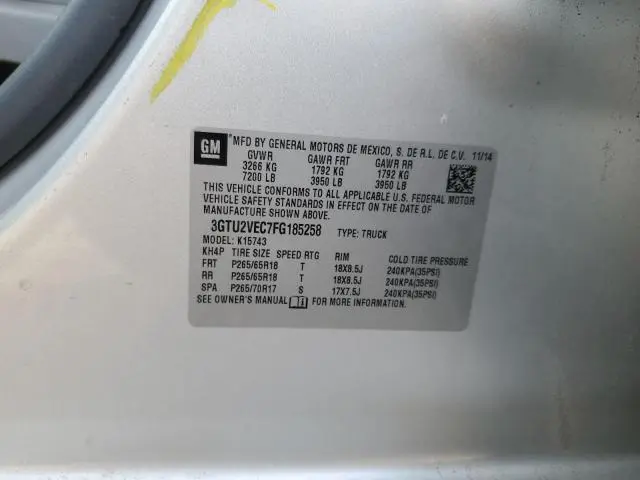 GM
MFD BY GENERAL MOTORS DE MEXICO, S. DE R.L. DE C.V. 11/14
GVWR GAWR FRT GAWR RR
3266 KG 1792 KG 1792 KG
7200 LB 3950 LB 3950 LB
THIS VEHICLE CONFORMS TO ALL APPLICABLE U.S. FEDERAL MOTOR
VEHICLE SAFETY STANDARDS IN EFFECT ON THE DATE OF
MANUFACTURE SHOWN ABOVE.
3GTU2VEC7FG185258 TYPE: TRUCK
MODEL: K15743
KH4P TIRE SIZE SPEED RTG RIM COLD TIRE PRESSURE
FRT P265/65R18 T 18X8.5J 240KPA(35PSI)
RR P265/65R18 T 18X8.5J 240KPA(35PSI)
SPA P265/70R17 S 17X7.5J 240KPA(35PSI)
SEE OWNER'S MANUAL FOR MORE INFORMATION.